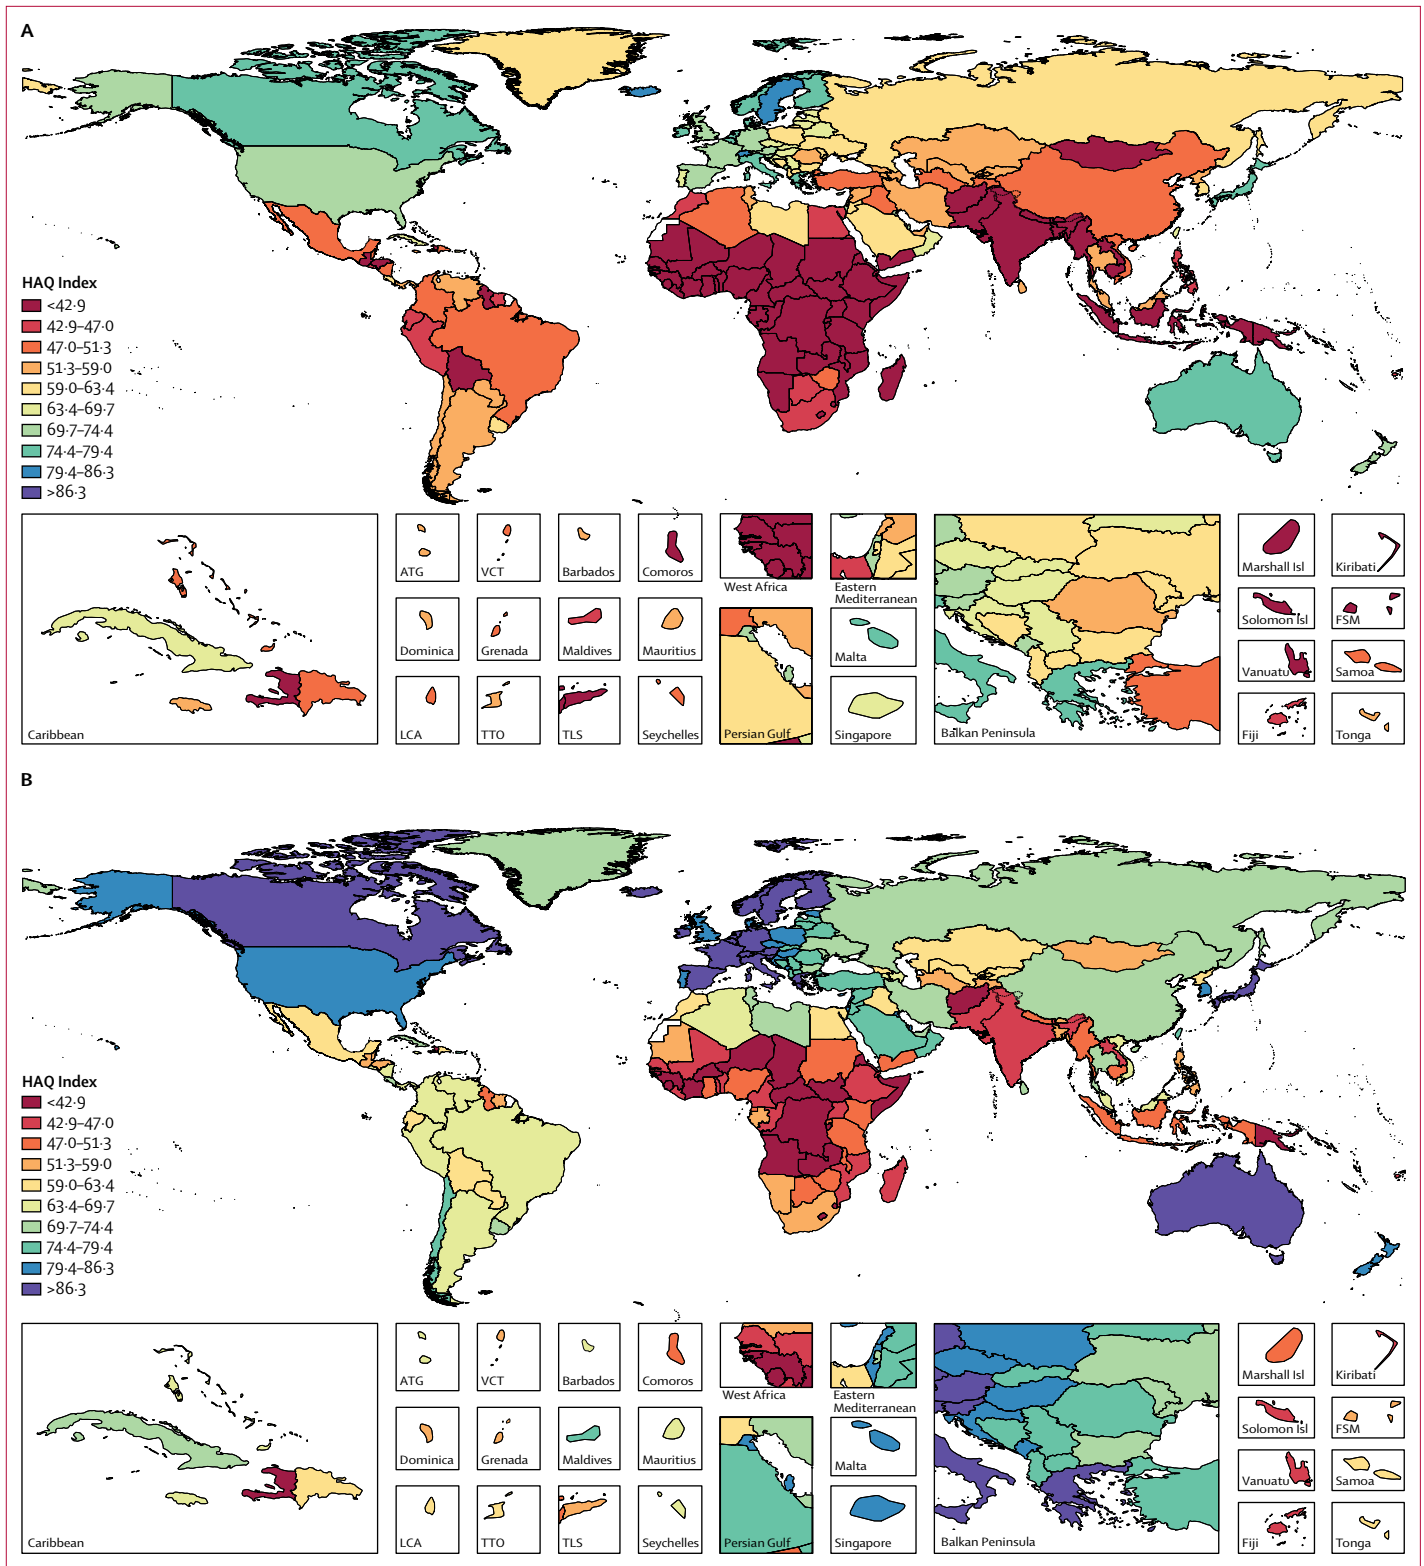 A
HAQ Index
<42·9
42·9–47·0
47·0–51·3
51·3–59·0
59·0–63·4
63·4–69·7
69·7–74·4
74·4–79·4
79·4–86·3
>86·3
Caribbean
ATG
VCT
Barbados
Comoros
Dominica
Grenada
Maldives
Mauritius
LCA
TTO
TLS
Seychelles
West Africa
Eastern
Mediterranean
Persian Gulf
Malta
Singapore
Balkan Peninsula
Marshall Isl
Kiribati
Solomon Isl
FSM
Vanuatu
Samoa
Fiji
Tonga
B
HAQ Index
<42·9
42·9–47·0
47·0–51·3
51·3–59·0
59·0–63·4
63·4–69·7
69·7–74·4
74·4–79·4
79·4–86·3
>86·3
Caribbean
ATG
VCT
Barbados
Comoros
Dominica
Grenada
Maldives
Mauritius
LCA
TTO
TLS
Seychelles
West Africa
Eastern
Mediterranean
Persian Gulf
Malta
Singapore
Balkan Peninsula
Marshall Isl
Kiribati
Solomon Isl
FSM
Vanuatu
Samoa
Fiji
Tonga